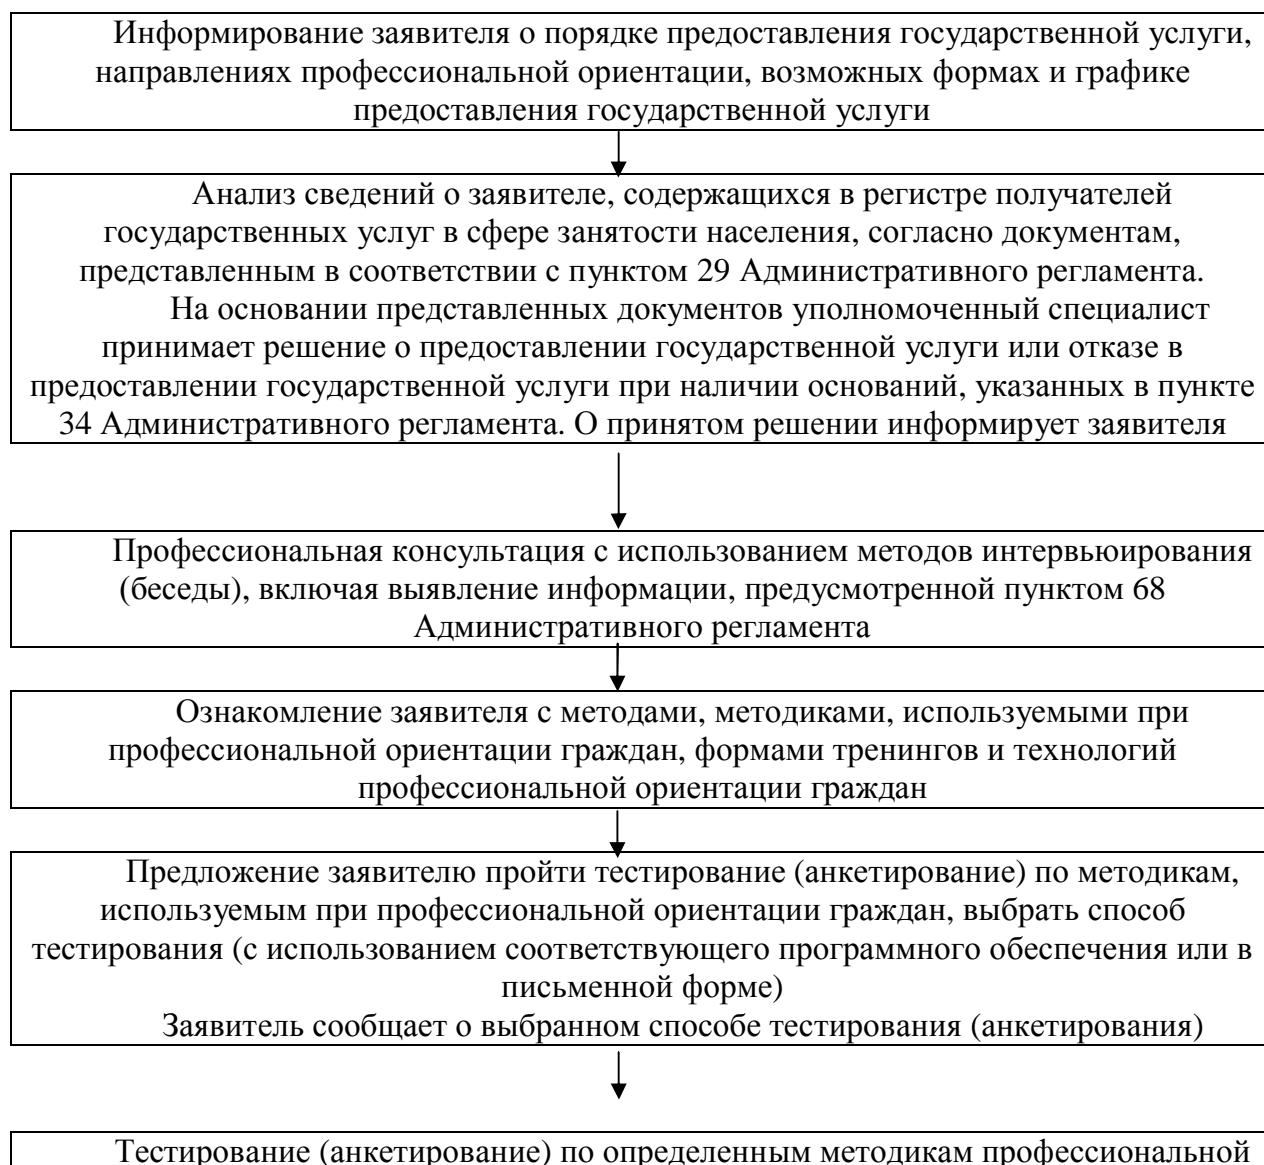 Информирование заявителя о порядке предоставления государственной услуги,
направлениях профессиональной ориентации, возможных формах и графике
предоставления государственной услуги
Анализ сведений о заявителе, содержащихся в регистре получателей
государственных услуг в сфере занятости населения, согласно документам,
представленным в соответствии с пунктом 29 Административного регламента.
На основании представленных документов уполномоченный специалист
принимает решение о предоставлении государственной услуги или отказе в
предоставлении государственной услуги при наличии оснований, указанных в пункте
34 Административного регламента. О принятом решении информирует заявителя
Профессиональная консультация с использованием методов интервьюирования
(беседы), включая выявление информации, предусмотренной пунктом 68
Административного регламента
Ознакомление заявителя с методами, методиками, используемыми при
профессиональной ориентации граждан, формами тренингов и технологий
профессиональной ориентации граждан
Предложение заявителю пройти тестирование (анкетирование) по методикам,
используемым при профессиональной ориентации граждан, выбрать способ
тестирования (с использованием соответствующего программного обеспечения или в
письменной форме)
Заявитель сообщает о выбранном способе тестирования (анкетирования)
Тестирование (анкетирование) по определенным методикам профессиональной